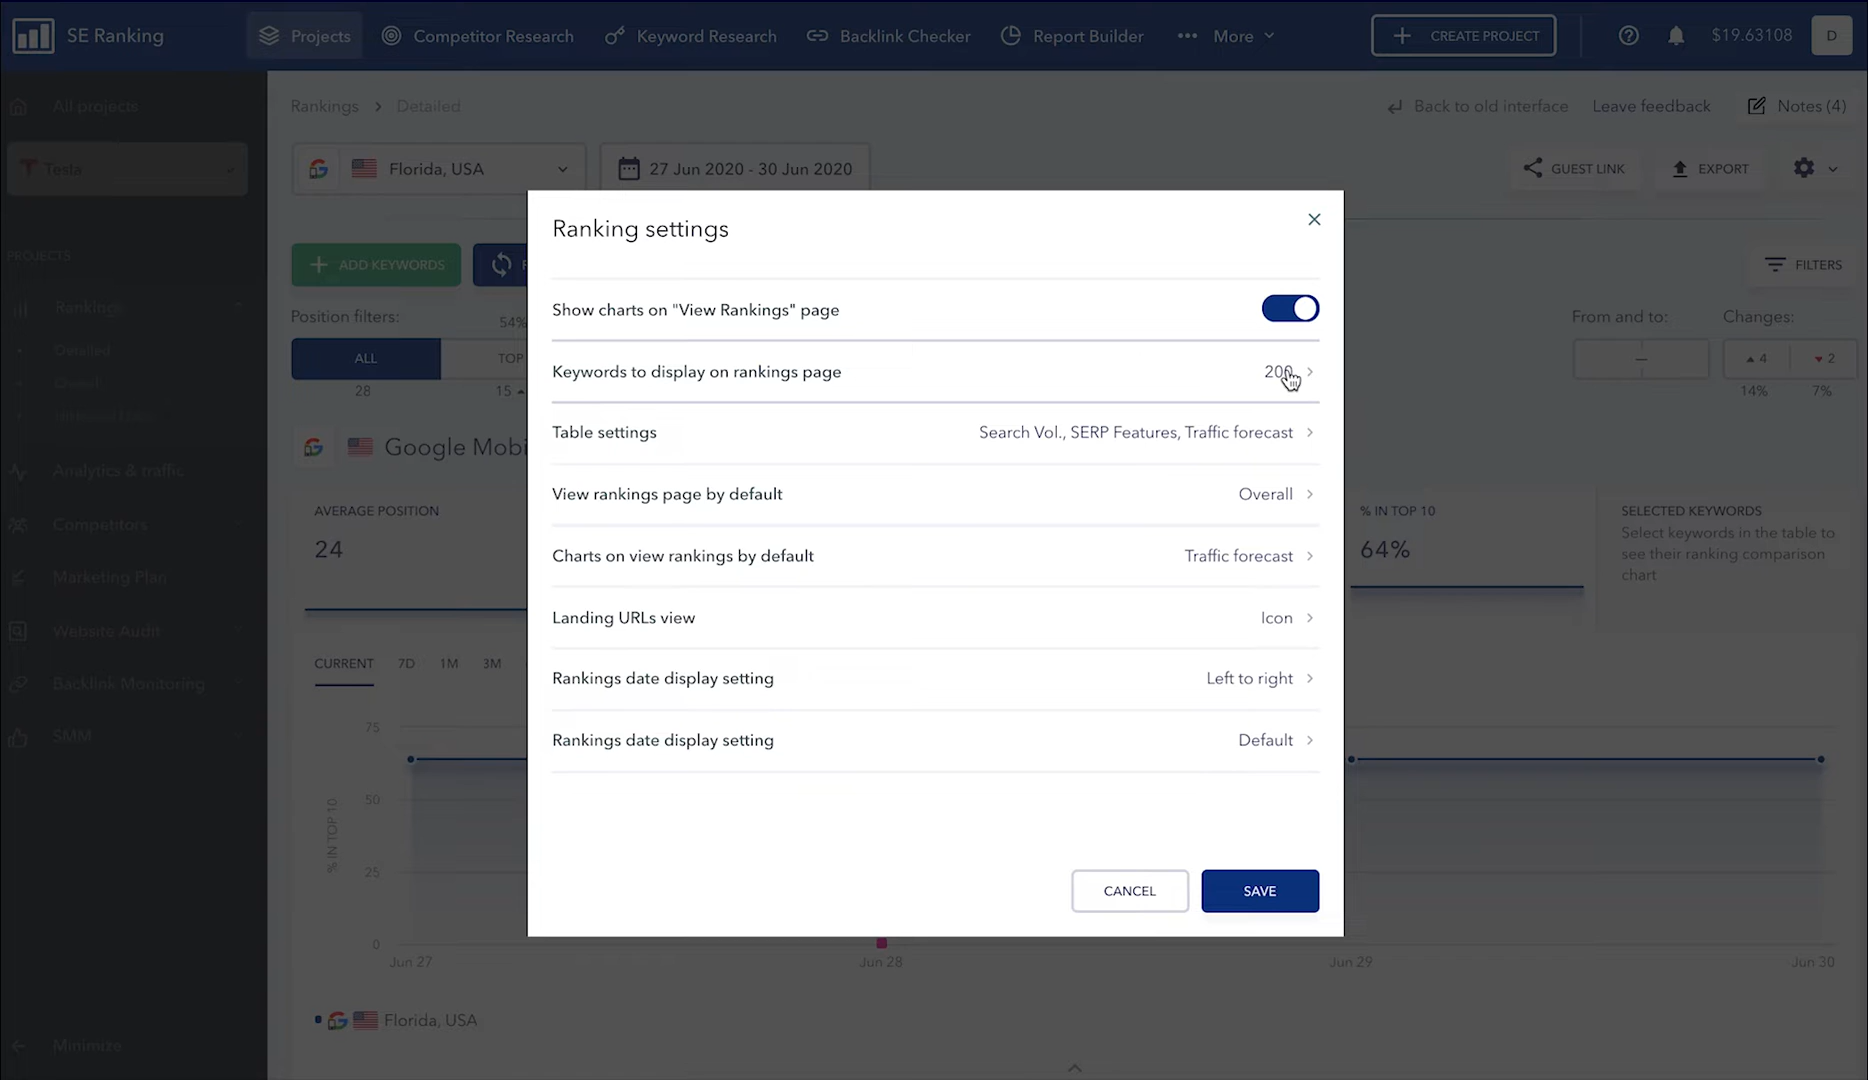 SE Ranking
Projects
Competitor Research
Keyword Research
Backlink Checker
Report Builder
More
CREATE PROJECT
$19.63108
D
All projects
Rankings > Detailed
Back to old interface
Leave feedback
Notes (4)
Testa
Florida, USA
27 Jun 2020 - 30 Jun 2020
GUEST LINK
EXPORT
PROJECTS
ADD KEYWORDS
FILTERS
Rankings
Position filters:
54%
From and to:
Changes:
Detailed
Overall
ALL
TOP
4
2
28
15
14%
7%
Google Mobi
Analytics & traffic
Competitors
Marketing Plan
Website Audit
Backlink Monitoring
SMM
Minimize
AVERAGE POSITION
24
% IN TOP 10
64%
SELECTED KEYWORDS
Select keywords in the table to
see their ranking comparison
chart
CURRENT 7D 1M 3M
75
50
25
0
% IN TOP 10
Jun 27
Jun 28
Jun 29
Jun 30
Florida, USA
Ranking settings
Show charts on "View Rankings" page
Keywords to display on rankings page 200
Table settings Search Vol., SERP Features, Traffic forecast
View rankings page by default Overall
Charts on view rankings by default Traffic forecast
Landing URLs view Icon
Rankings date display setting Left to right
Rankings date display setting Default
CANCEL
SAVE